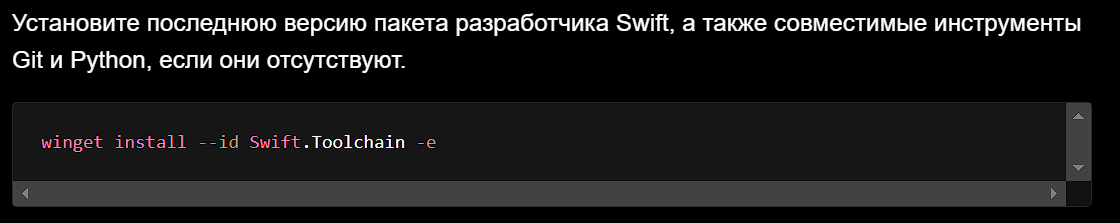 Установите последнюю версию пакета разработчика Swift, а также совместимые инструменты
Git и Python, если они отсутствуют.
winget install --id Swift.Toolchain -e